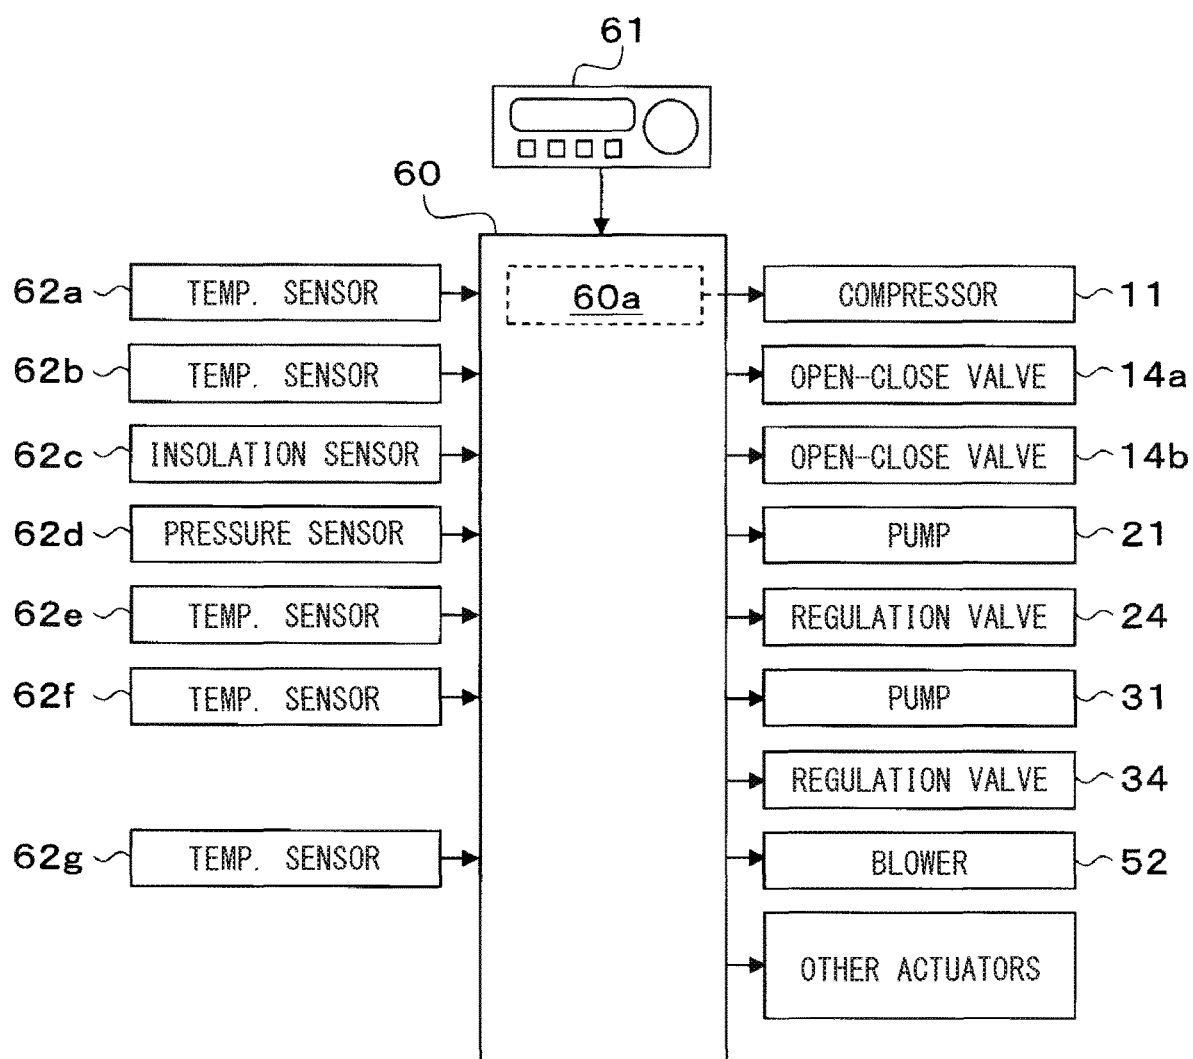 61
60
62a TEMP. SENSOR 60a COMPRESSOR 11
62b TEMP. SENSOR OPEN-CLOSE VALVE 14a
62c INSOLATION SENSOR OPEN-CLOSE VALVE 14b
62d PRESSURE SENSOR PUMP 21
62e TEMP. SENSOR REGULATION VALVE 24
62f TEMP. SENSOR PUMP 31
REGULATION VALVE 34
62g TEMP. SENSOR BLOWER 52
OTHER ACTUATORS